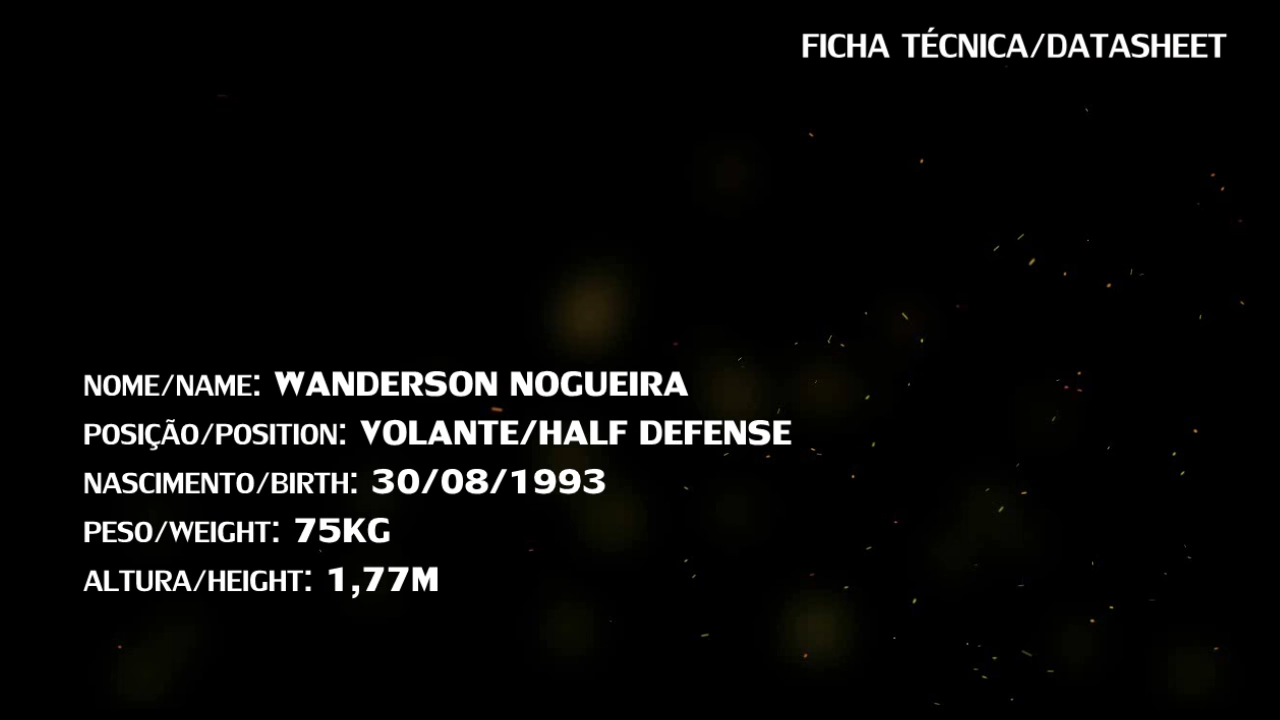 FICHA TÉCNICA/DATASHEET
NOME/NAME: WANDERSON NOGUEIRA
POSIÇÃO/POSITION: VOLANTE/HALF DEFENSE
NASCIMENTO/BIRTH: 30/08/1993
PESO/WEIGHT: 75KG
ALTURA/HEIGHT: 1,77M